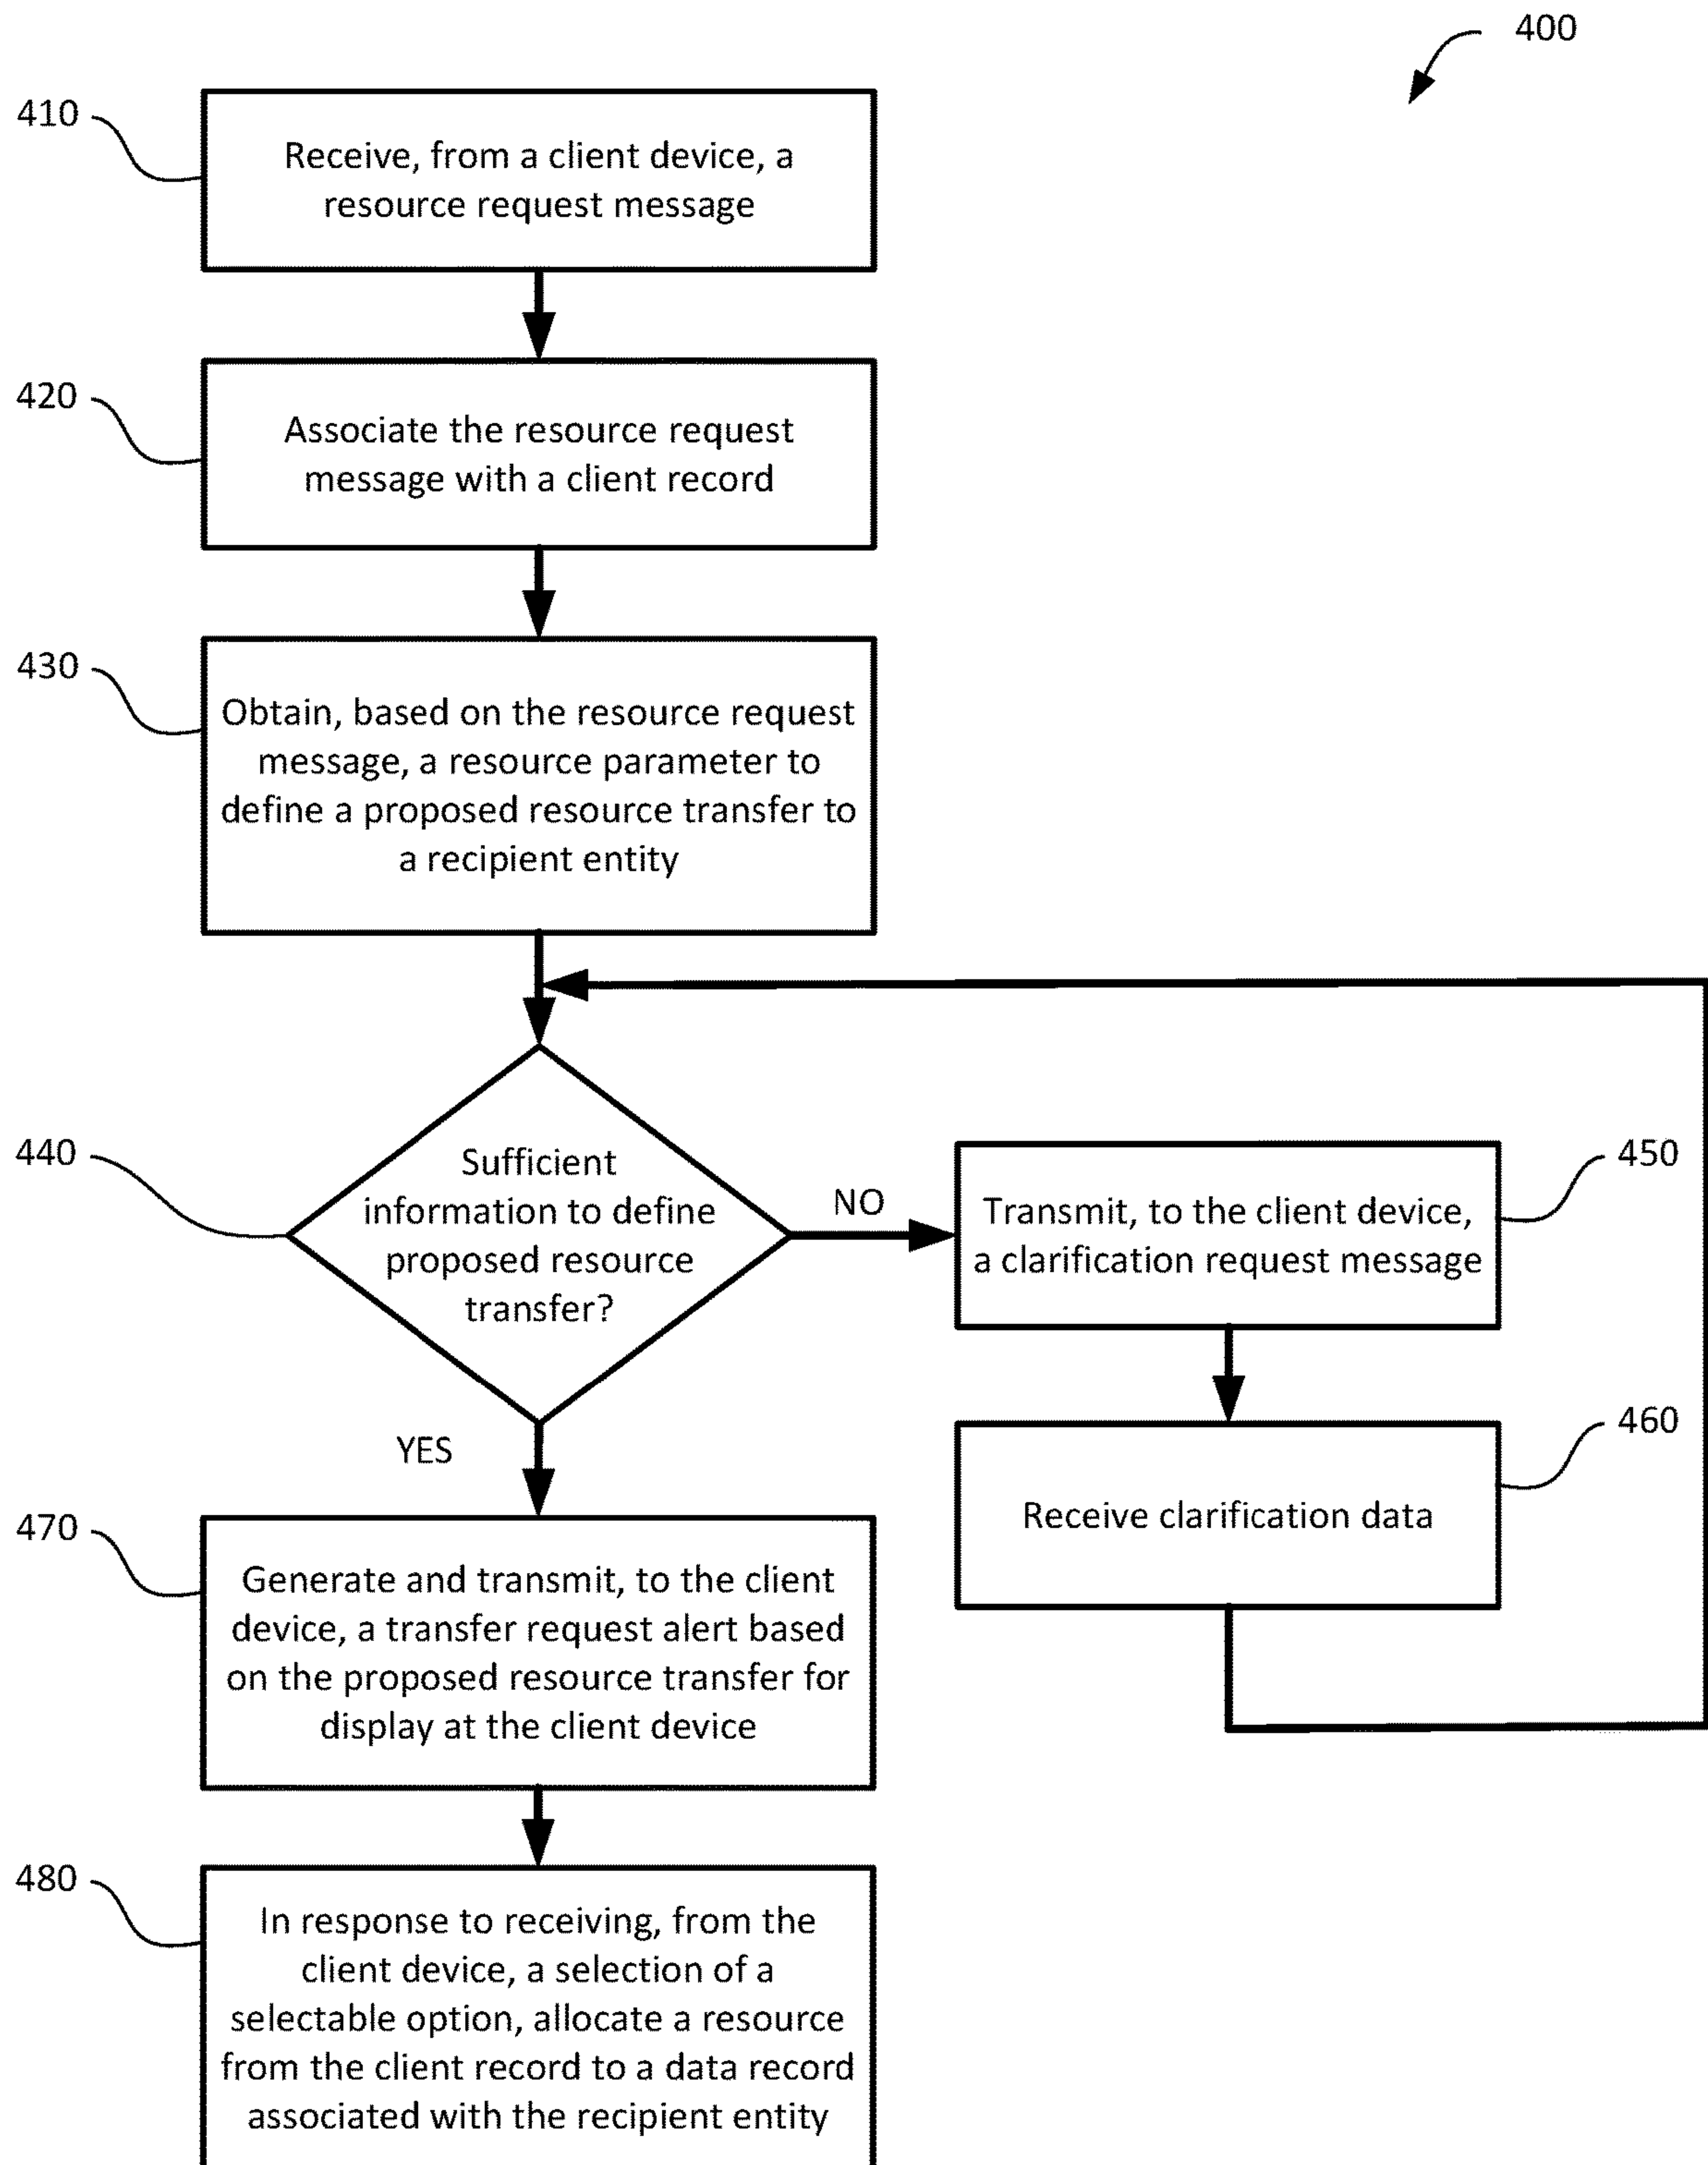 400
410
Receive, from a client device, a
resource request message
420
Associate the resource request
message with a client record
430
Obtain, based on the resource request
message, a resource parameter to
define a proposed resource transfer to
a recipient entity
440
Sufficient
information to define
proposed resource
transfer?
NO
450
Transmit, to the client device,
a clarification request message
460
Receive clarification data
YES
470
Generate and transmit, to the client
device, a transfer request alert based
on the proposed resource transfer for
display at the client device
480
In response to receiving, from the
client device, a selection of a
selectable option, allocate a resource
from the client record to a data record
associated with the recipient entity